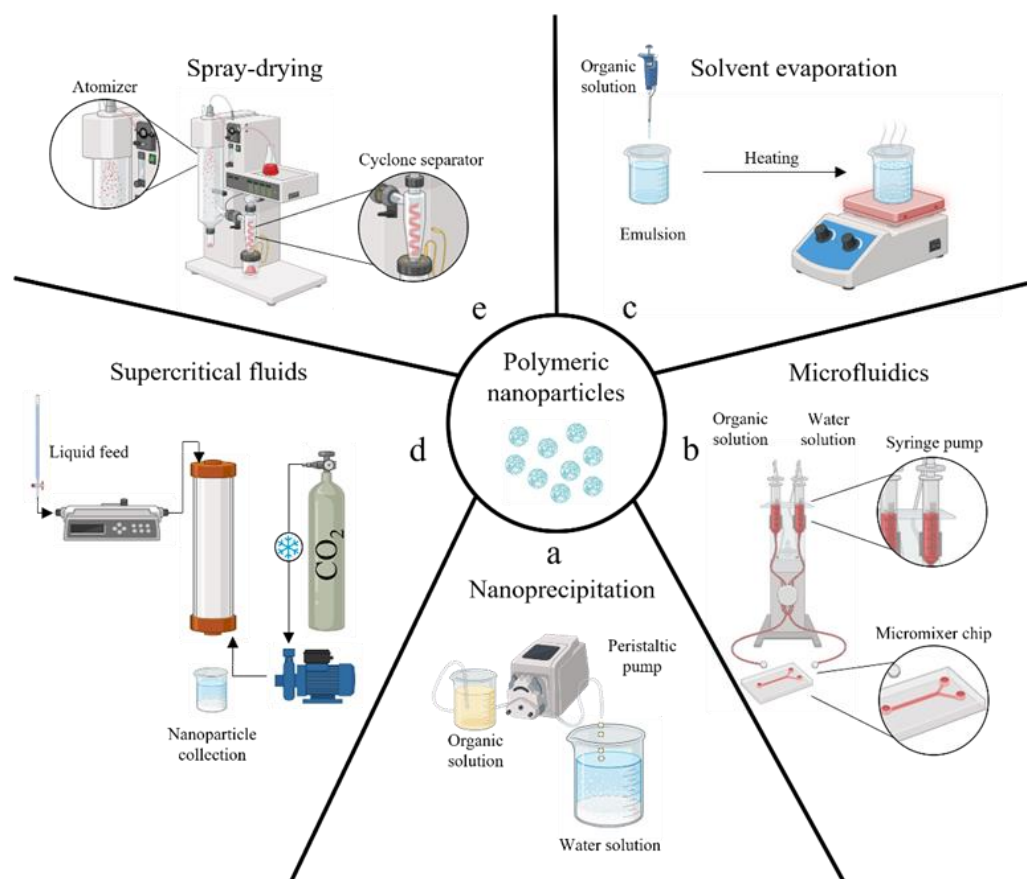 Spray-drying
Atomizer
Cyclone separator
e
Solvent evaporation
Organic
solution
Heating
Emulsion
c
Polymeric
nanoparticles
Supercritical fluids
Liquid feed
CO₂
Nanoparticle
collection
d
Microfluidics
Organic
solution
Water
solution
Syringe pump
Micromixer chip
b
a
Nanoprecipitation
Peristaltic
pump
Organic
solution
Water solution